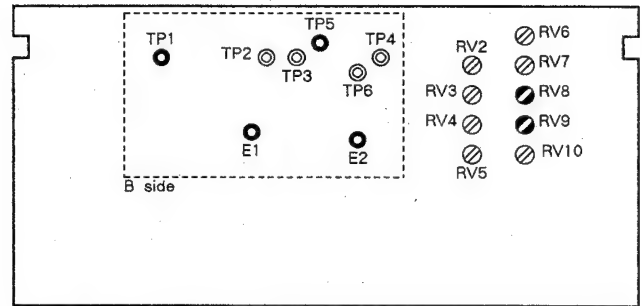 TP5
RV6
TP1
TP2
TP4
RV2
RV7
TP3
TP6
RV3
RV8
RV4
RV9
E1
E2
RV10
RV5
B side